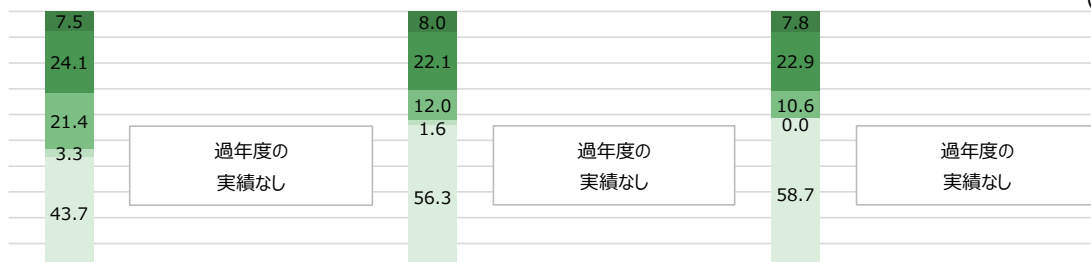 7.5
24.1
21.4
3.3
43.7
過年度の
実績なし
8.0
22.1
12.0
1.6
56.3
過年度の
実績なし
7.8
22.9
10.6
0.0
58.7
過年度の
実績なし